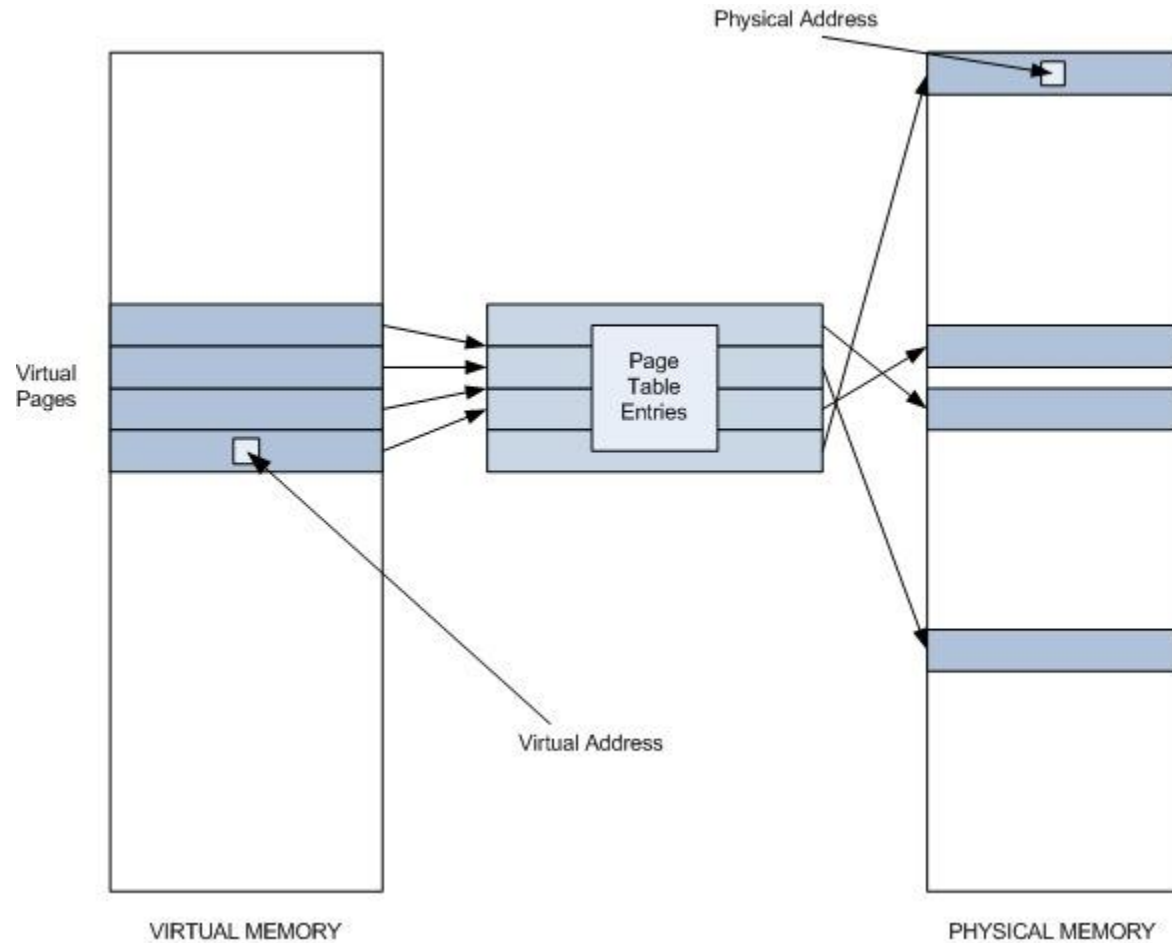 Physical Address
Virtual
Pages
Page
Table
Entries
Virtual Address
VIRTUAL MEMORY
PHYSICAL MEMORY